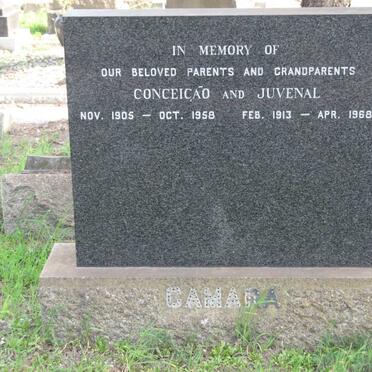 IN MEMORY OF
OUR BELOVED PARENTS AND GRANDPARENTS
CONCEIÇÃO AND JUVENAL
NOV. 1905 — OCT. 1958 FEB. 1913 — APR. 1968
CAMARA